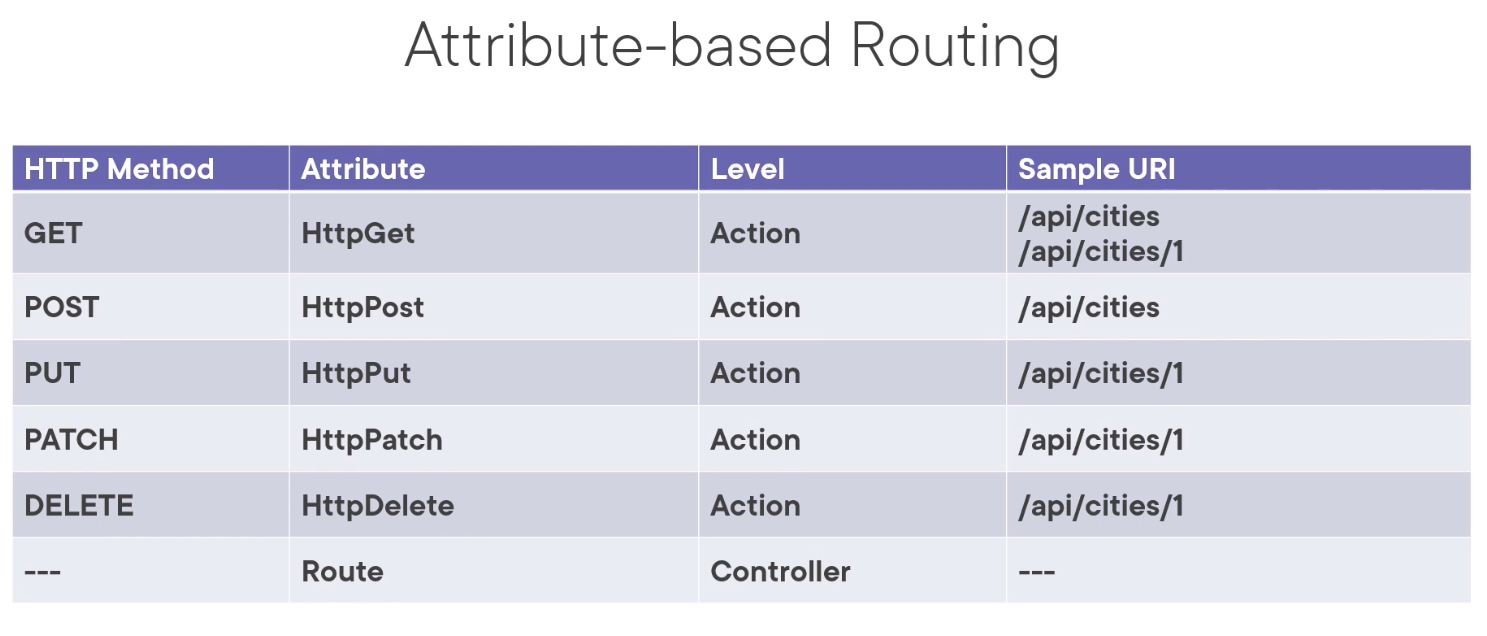 Attribute-based Routing
HTTP Method Attribute Level Sample URI
GET HttpGet Action /api/cities
/api/cities/1
POST HttpPost Action /api/cities
PUT HttpPut Action /api/cities/1
PATCH HttpPatch Action /api/cities/1
DELETE HttpDelete Action /api/cities/1
--- Route Controller ---